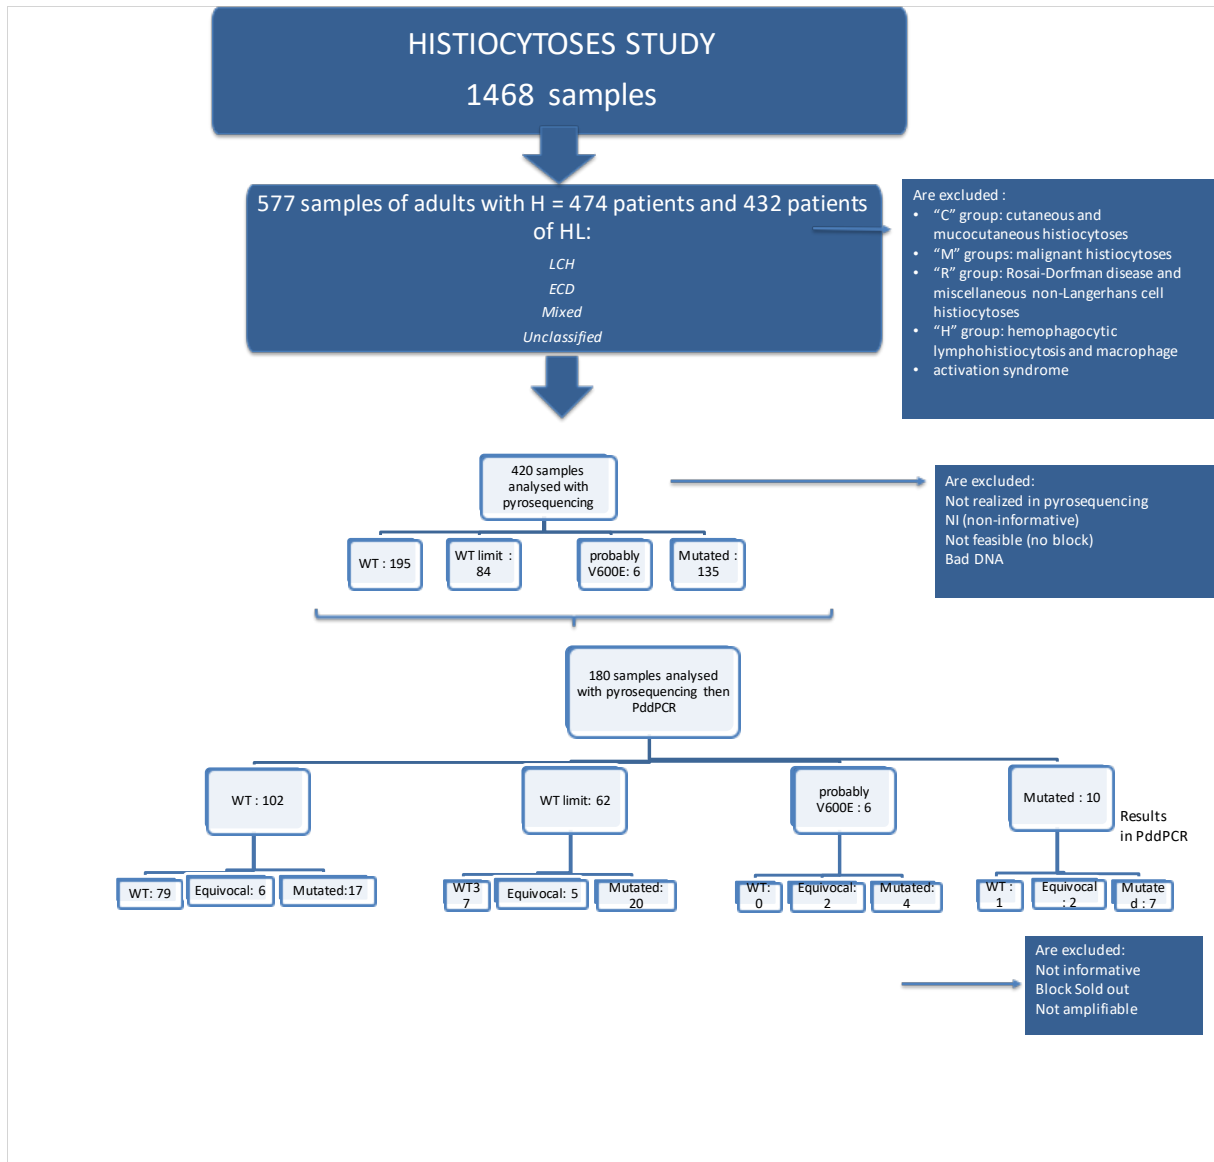 HISTIOCYTOSES STUDY
1468 samples
577 samples of adults with H = 474 patients and 432 patients
of HL:
LCH
ECD
Mixed
Unclassified
Are excluded :
• “C” group: cutaneous and
mucocutaneous histiocytoses
• “M” groups: malignant histiocytoses
• “R” group: Rosai-Dorfman disease and
miscellaneous non-Langerhans cell
histiocytoses
• “H” group: hemophagocytic
lymphohistiocytosis and macrophage
• activation syndrome
420 samples
analysed with
pyrosequencing
Are excluded:
Not realized in pyrosequencing
NI (non-informative)
Not feasible (no block)
Bad DNA
WT : 195
WT limit :
84
probably
V600E: 6
Mutated :
135
180 samples analysed
with pyrosequencing then
PddPCR
WT : 102
WT limit: 62
probably
V600E : 6
Mutated : 10
Results
in PddPCR
WT: 79
Equivocal: 6
Mutated:17
WT3
7
Equivocal: 5
Mutated:
20
WT:
0
Equivocal:
2
Mutated:
4
WT :
1
Equivocal
: 2
Mutate
d : 7
Are excluded:
Not informative
Block Sold out
Not amplifiable